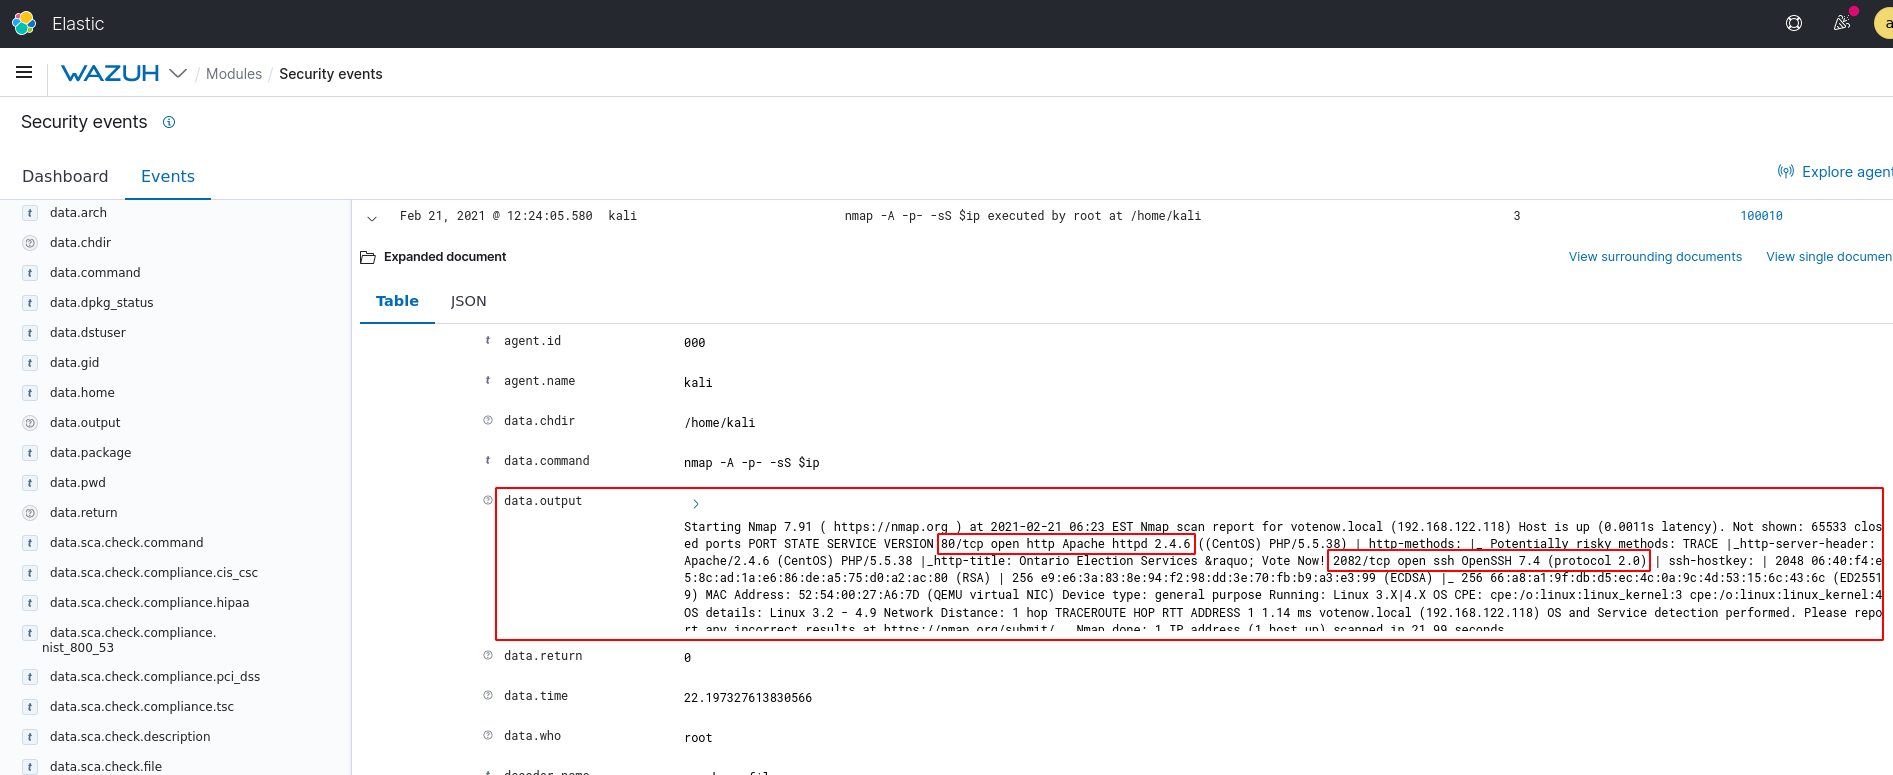 Elastic
a
WAZUH / Modules / Security events
Security events
Dashboard
Events
Explore agent
data.arch
data.chdir
data.command
data.dpkg_status
data.dstuser
data.gid
data.home
data.output
data.package
data.pwd
data.return
data.sca.check.command
data.sca.check.compliance.cis_csc
data.sca.check.compliance.hipaa
data.sca.check.compliance.
nist_800_53
data.sca.check.compliance.pci_dss
data.sca.check.compliance.tsc
data.sca.check.description
data.sca.check.file
Feb 21, 2021 @ 12:24:05.580 kali nmap -A -p- -sS $ip executed by root at /home/kali 3 100010
Expanded document
View surrounding documents View single documen
Table JSON
agent.id 000
agent.name kali
data.chdir /home/kali
data.command nmap -A -p- -sS $ip
data.output
Starting Nmap 7.91 ( https://nmap.org ) at 2021-02-21 06:23 EST Nmap scan report for votenow.local (192.168.122.118) Host is up (0.0011s latency). Not shown: 65533 clos
ed ports PORT STATE SERVICE VERSION 80/tcp open http Apache httpd 2.4.6 ((CentOS) PHP/5.5.38) | http-methods: |_ Potentially risky methods: TRACE |_http-server-header:
Apache/2.4.6 (CentOS) PHP/5.5.38 |_http-title: Ontario Election Services &raquo; Vote Now! 2082/tcp open ssh OpenSSH 7.4 (protocol 2.0) | ssh-hostkey: | 2048 06:40:f4:e
5:8c:ad:1a:e6:86:de:a5:75:d0:a2:ac:80 (RSA) | 256 e9:e6:3a:83:8e:94:f2:98:dd:3e:70:fb:b9:a3:e3:99 (ECDSA) |_ 256 66:a8:a1:9f:db:d5:ec:4c:0a:9c:4d:53:15:6c:43:6c (ED2551
9) MAC Address: 52:54:00:27:A6:7D (QEMU virtual NIC) Device type: general purpose Running: Linux 3.X|4.X OS CPE: cpe:/o:linux:linux_kernel:3 cpe:/o:linux:linux_kernel:4
OS details: Linux 3.2 - 4.9 Network Distance: 1 hop TRACEROUTE HOP RTT ADDRESS 1 1.14 ms votenow.local (192.168.122.118) OS and Service detection performed. Please repo
rt any incorrect results at https://nmap.org/submit/ . Nmap done: 1 IP address (1 host up) scanned in 21.99 seconds
data.return 0
data.time 22.197327613830566
data.who root
decoder.name